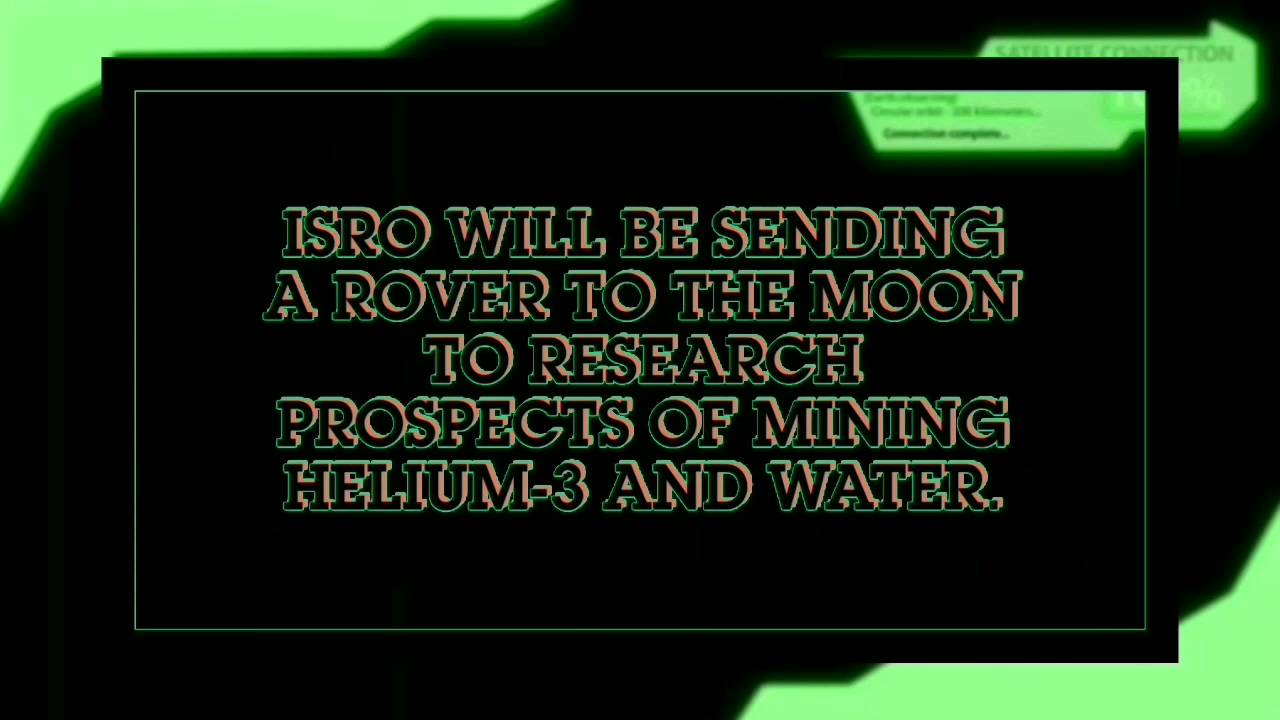 SATELLITE CONNECTION
Connection complete...
ISRO WILL BE SENDING
A ROVER TO THE MOON
TO RESEARCH
PROSPECTS OF MINING
HELIUM-3 AND WATER.